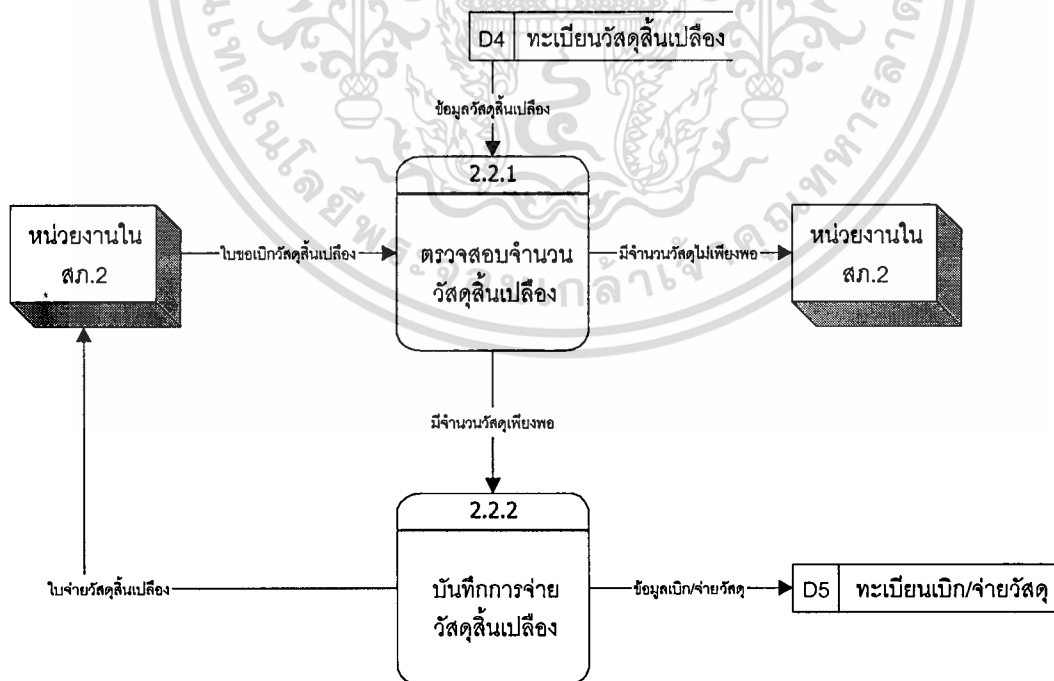 D4 ทะเบียนวัสดุสิ้นเปลือง
ข้อมูลวัสดุสิ้นเปลือง
2.2.1
ตรวจสอบจำนวน
วัสดุสิ้นเปลือง
หน่วยงานใน
สภ.2
ใบขอเบิกวัสดุสิ้นเปลือง
มีจำนวนวัสดุไม่เพียงพอ
หน่วยงานใน
สภ.2
มีจำนวนวัสดุเพียงพอ
2.2.2
บันทึกการจ่าย
วัสดุสิ้นเปลือง
ใบจ่ายวัสดุสิ้นเปลือง
ข้อมูลเบิก/จ่ายวัสดุ
D5 ทะเบียนเบิก/จ่ายวัสดุ